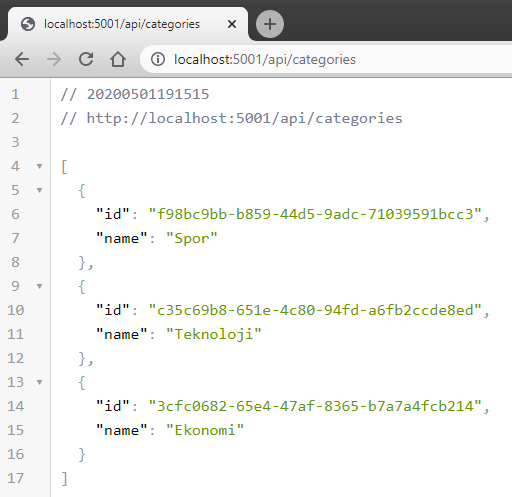 localhost:5001/api/categories
localhost:5001/api/categories
1 // 20200501191515
2 // http://localhost:5001/api/categories
3
4 [
5 {
6 "id": "f98bc9bb-b859-44d5-9adc-71039591bcc3",
7 "name": "Spor"
8 },
9 {
10 "id": "c35c69b8-651e-4c80-94fd-a6fb2ccde8ed",
11 "name": "Teknoloji"
12 },
13 {
14 "id": "3cfc0682-65e4-47af-8365-b7a7a4fcb214",
15 "name": "Ekonomi"
16 }
17 ]